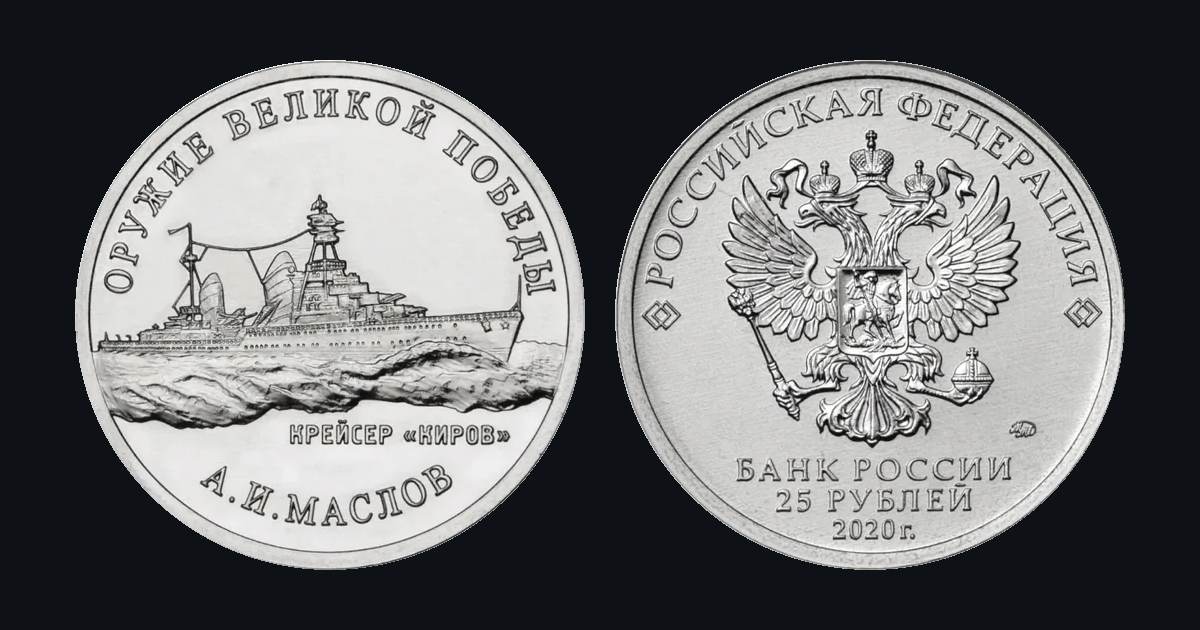 ОРУЖИЕ ВЕЛИКОЙ ПОБЕДЫ
КРЕЙСЕР «КИРОВ»
А.И.МАСЛОВ
РОССИЙСКАЯ ФЕДЕРАЦИЯ
БАНК РОССИИ
25 РУБЛЕЙ
2020 г.